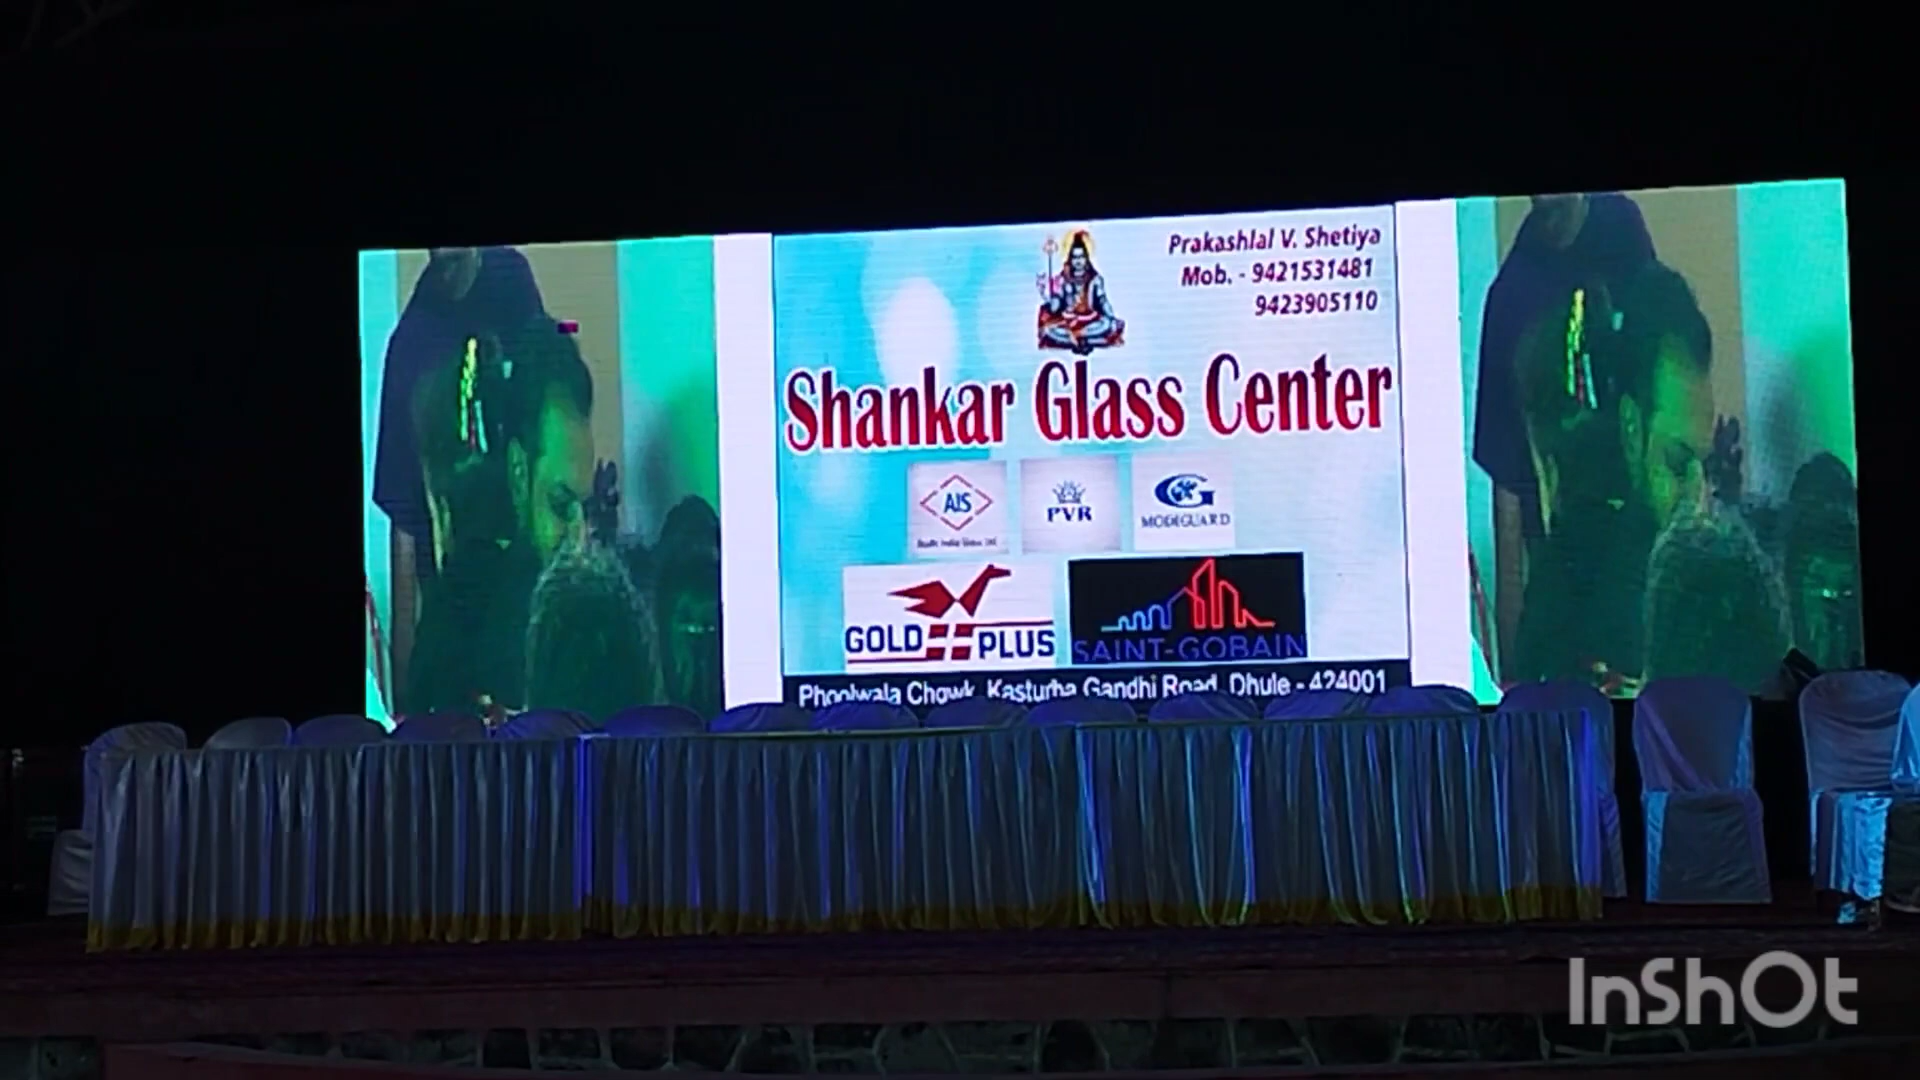 Prakashlal V. Shetiya
Mob. - 9421531481
9423905110
Shankar Glass Center
AIS
PVR
MODIGUARD
GOLD PLUS
SAINT-GOBAIN
Phoolwala Chowk, Kasturba Gandhi Road, Dhule - 424001
InShOt